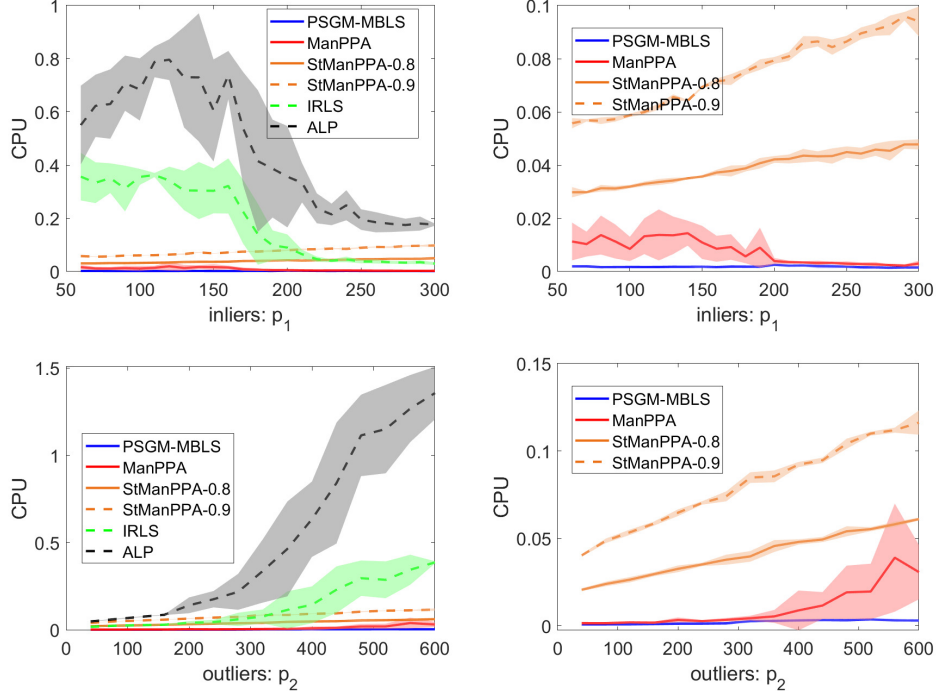 1
0.8
0.6
0.4
0.2
0
CPU
50
100
150
200
250
300
inliers: p1
PSGM-MBLS
ManPPA
StManPPA-0.8
StManPPA-0.9
IRLS
ALP
0.1
0.08
0.06
0.04
0.02
0
CPU
50
100
150
200
250
300
inliers: p1
PSGM-MBLS
ManPPA
StManPPA-0.8
StManPPA-0.9
1.5
1
0.5
0
CPU
0
100
200
300
400
500
600
outliers: p2
PSGM-MBLS
ManPPA
StManPPA-0.8
StManPPA-0.9
IRLS
ALP
0.15
0.1
0.05
0
CPU
0
100
200
300
400
500
600
outliers: p2
PSGM-MBLS
ManPPA
StManPPA-0.8
StManPPA-0.9